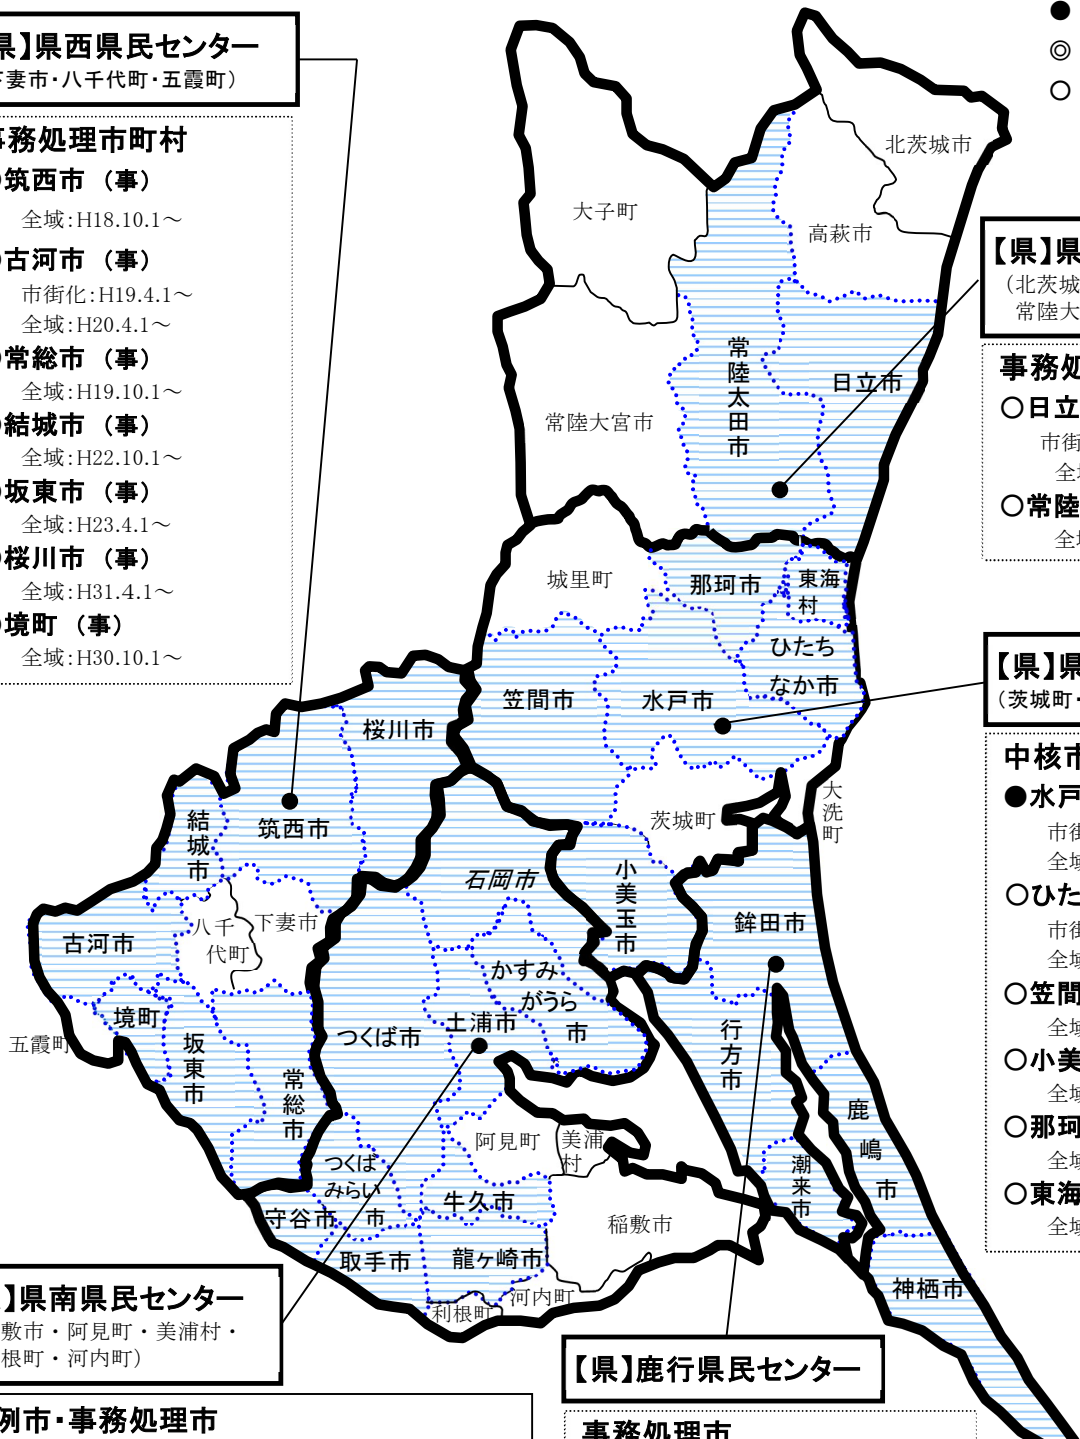 県】県西県民センター
下妻市・八千代町・五霞町）
事務処理市町村
筑西市（事）
全域：H18.10.1～
古河市（事）
市街化：H19.4.1～
全域：H20.4.1～
常総市（事）
全域：H19.10.1～
結城市（事）
全域：H22.10.1～
坂東市（事）
全域：H23.4.1～
桜川市（事）
全域：H31.4.1～
境町（事）
全域：H30.10.1～
●
◎
○
北茨城市
大子町
高萩市
常陸太田市
日立市
常陸大宮市
城里町
那珂市
東海村
ひたちなか市
笠間市
水戸市
桜川市
茨城町
大洗町
筑西市
結城市
石岡市
小美玉市
下妻市
八千代町
古河市
鉾田市
かすみがうら市
境町
五霞町
つくば市
土浦市
坂東市
行方市
常総市
鹿嶋市
阿見町
美浦村
潮来市
つくばみらい市
牛久市
守谷市
稲敷市
取手市
龍ヶ崎市
神栖市
河内町
利根町
【県】県
（北茨城
常陸大
事務処
○日立
市街
全域
○常陸
全域
【県】県
（茨城町・
中核市
●水戸
市街
全域
○ひた
市街
全域
○笠間
全域
○小美
全域
○那珂
全域
○東海
全域
】県南県民センター
敷市・阿見町・美浦村・
根町・河内町）
例市・事務処理市
【県】鹿行県民センター
事務処理市